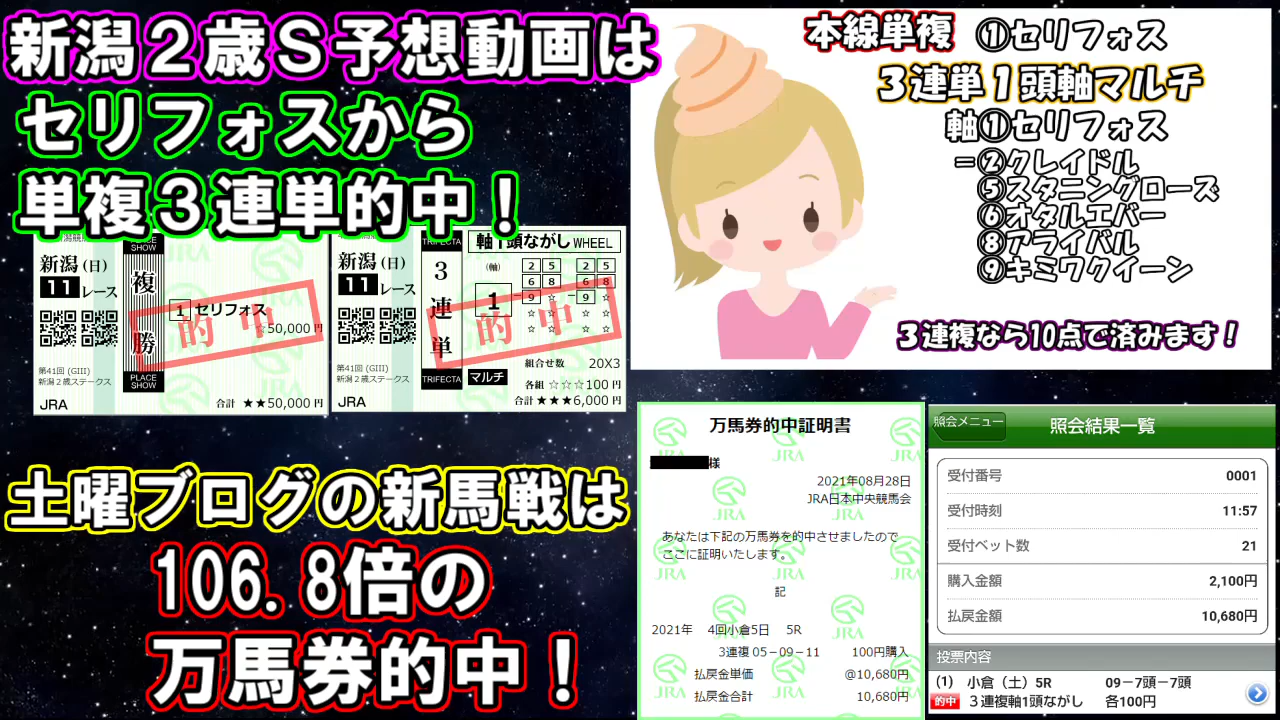 新潟２歳Ｓ予想動画は
セリフォスから
単複３連単的中！
本線単複 ①セリフォス
３連単１頭軸マルチ
軸①セリフォス
=②クレイドル
⑤スタニングローズ
⑥オタルエバー
⑧アライバル
⑨キミワクイーン
３連複なら10点で済みます！
新潟 (日)
11 レース
第41回 (GIII)
新潟２歳ステークス
JRA
PLACE
SHOW
複
勝
PLACE
SHOW
1 セリフォス
☆50,000円
的中
合計 ★★50,000円
新潟 (日)
11 レース
第41回 (GIII)
新潟２歳ステークス
JRA
TRIFECTA
3
連
単
TRIFECTA
軸1頭ながし WHEEL
(軸)
2 5 2 5
6 8 6 8
1 － 9 ☆ － 9 ☆
☆ ☆ ☆ ☆
☆ ☆ ☆ ☆
的中
組合せ数 20X3
マルチ 各組 ☆☆☆100円
合計 ★★★6,000円
土曜ブログの新馬戦は
106.8倍の
万馬券的中！
万馬券的中証明書
様
2021年08月28日
JRA日本中央競馬会
あなたは下記の万馬券を的中させましたので
ここに証明いたします。
記
2021年 4回小倉5日 5R
3連複 05－09－11 100円購入
払戻金単価 @10,680円
払戻金合計 10,680円
JRA
照会メニュー 照会結果一覧
受付番号 0001
受付時刻 11:57
受付ベット数 21
購入金額 2,100円
払戻金額 10,680円
投票内容
(1) 小倉（土）5R 09－7頭－7頭
的中 ３連複軸1頭ながし 各100円